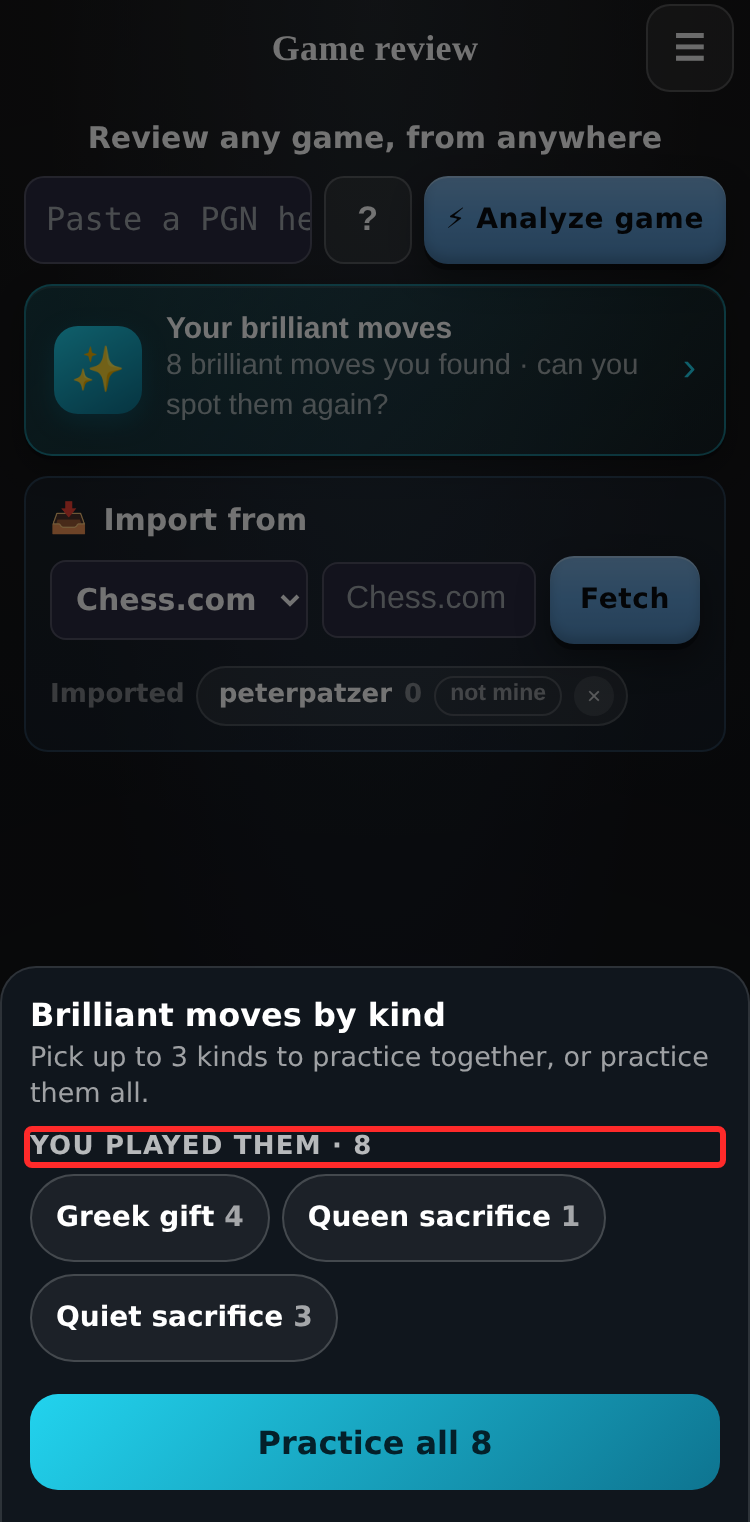 Game review
☰
Review any game, from anywhere
Paste a PGN he
?
⚡ Analyze game
Your brilliant moves
8 brilliant moves you found · can you
spot them again?
›
Import from
Chess.com
Chess.com
Fetch
Imported peterpatzer 0 not mine ×
Brilliant moves by kind
Pick up to 3 kinds to practice together, or practice
them all.
YOU PLAYED THEM · 8
Greek gift 4
Queen sacrifice 1
Quiet sacrifice 3
Practice all 8